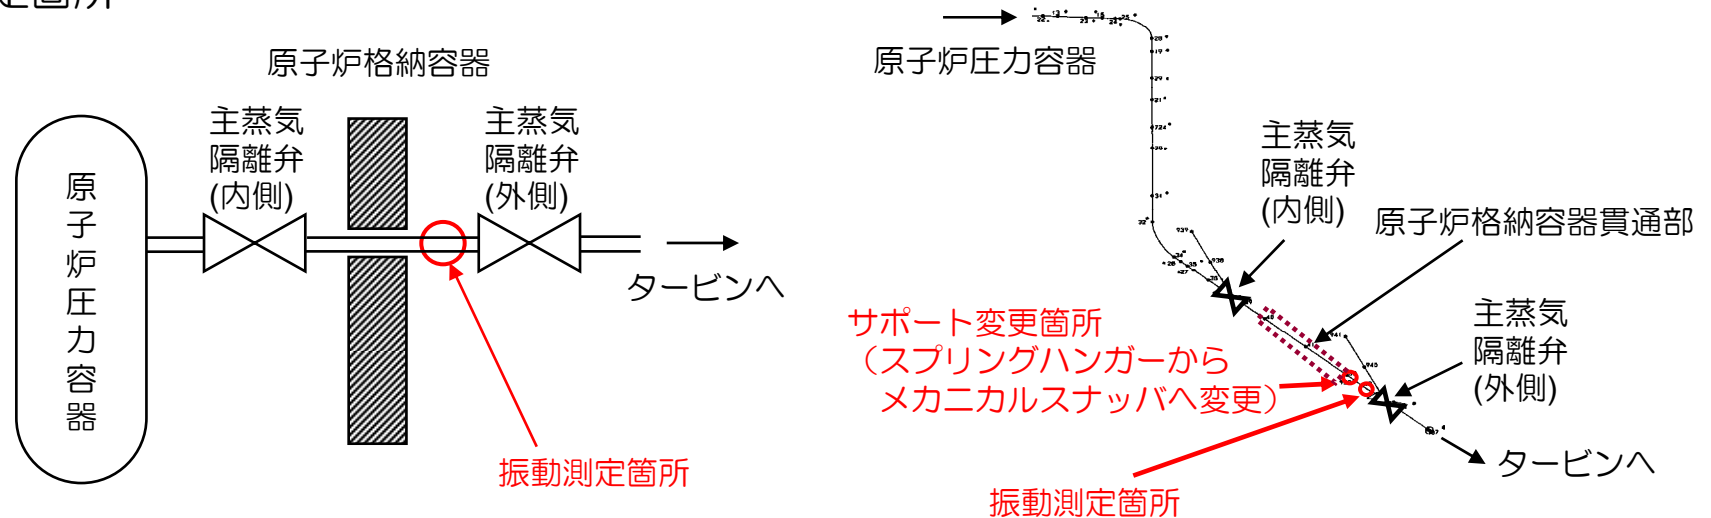 定箇所
原子炉格納容器
主蒸気
隔離弁
(内側)
主蒸気
隔離弁
(外側)
原子炉圧力容器
タービンへ
振動測定箇所
原子炉圧力容器
主蒸気
隔離弁
(内側)
原子炉格納容器貫通部
サポート変更箇所
（スプリングハンガーから
メカニカルスナッバへ変更）
主蒸気
隔離弁
(外側)
タービンへ
振動測定箇所